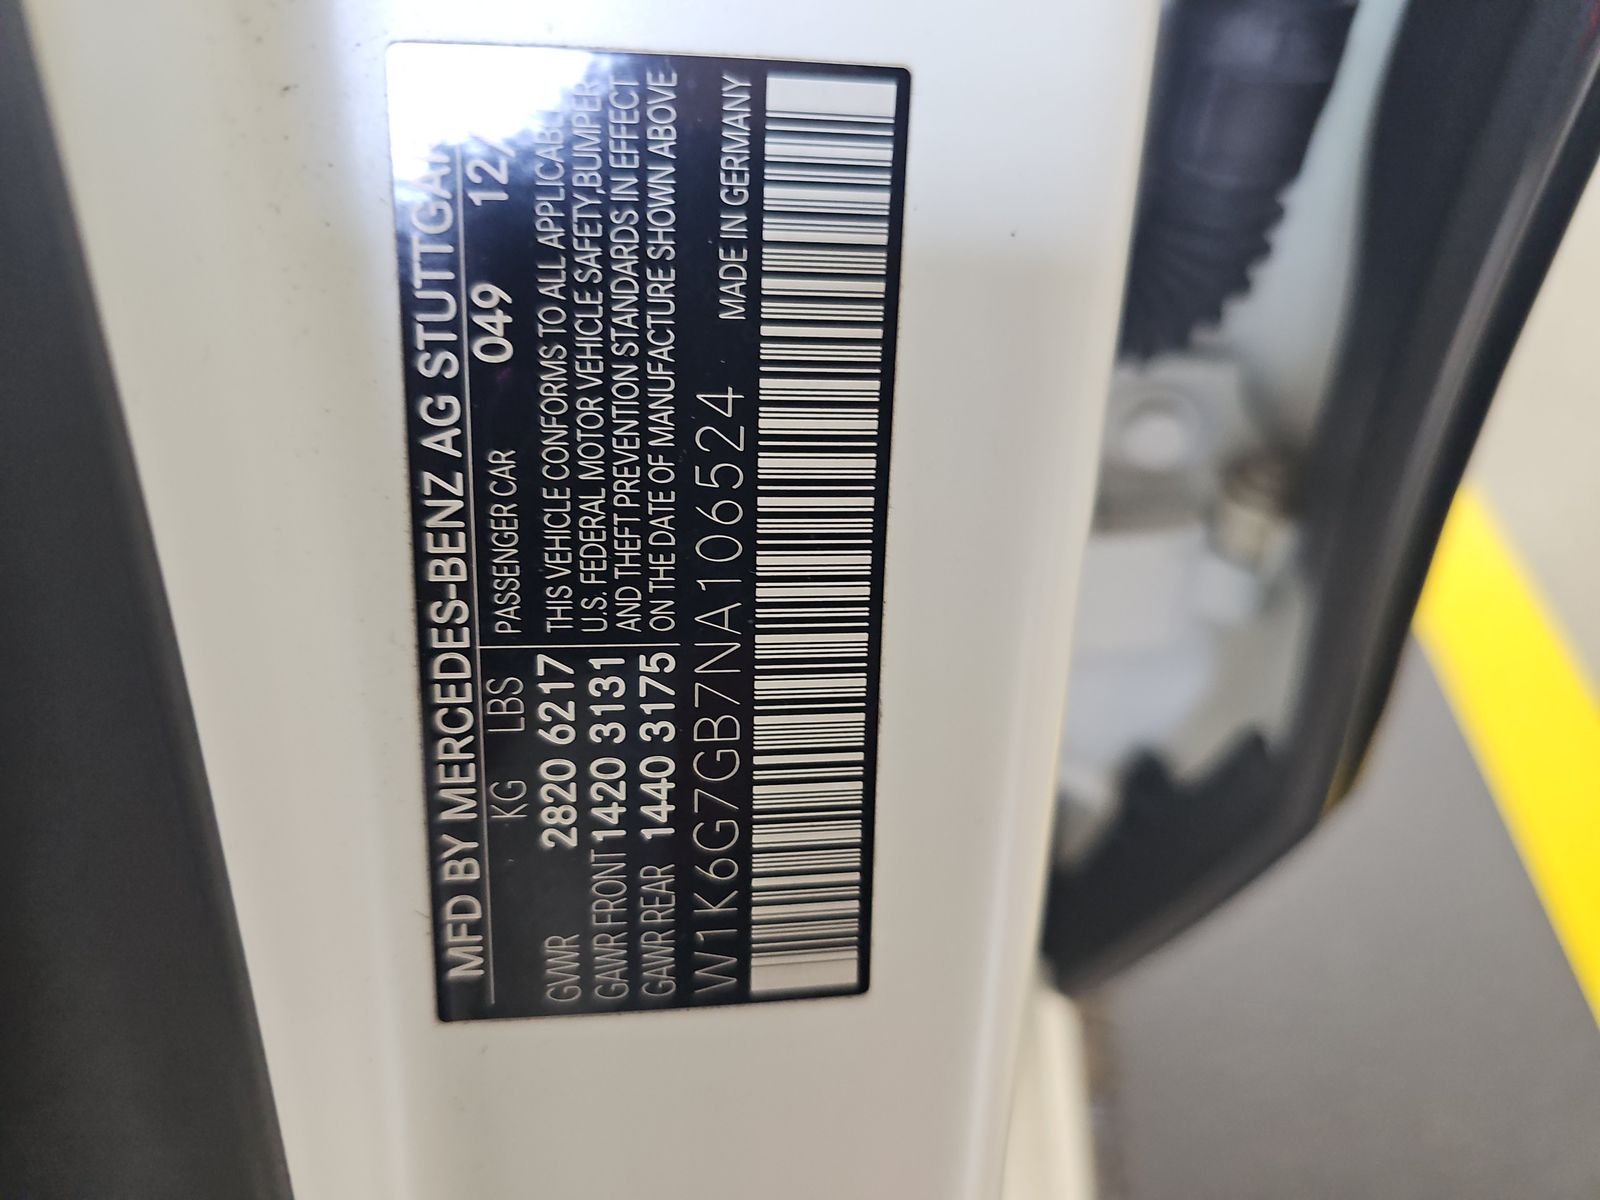 MFD BY MERCEDES-BENZ AG
KG LBS PASSENGER CAR 049
GVWR 2820 6217
GAWR FRONT 1420 3131
GAWR REAR 1440 3175
THIS VEHICLE CONFORMS TO ALL
U.S. FEDERAL MOTOR VEHICLE SAFETY,BUMPER
AND THEFT PREVENTION STANDARDS IN EFFECT
ON THE DATE OF MANUFACTURE SHOWN ABOVE
W1K6G7GB7NA106524 MADE IN GERMANY